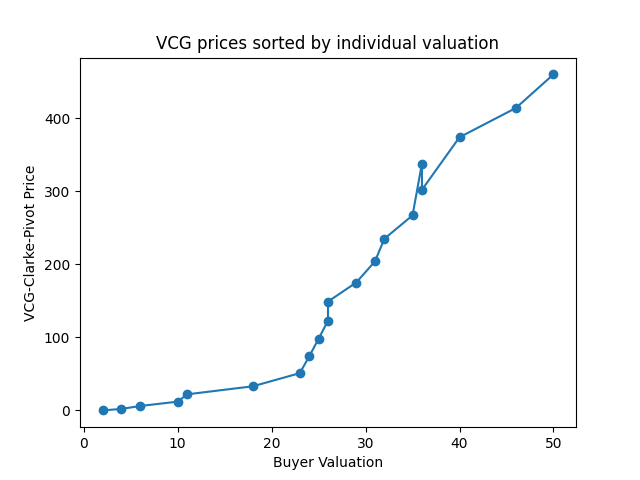 VCG prices sorted by individual valuation
VCG-Clarke-Pivot Price
400
300
200
100
0
0 10 20 30 40 50
Buyer Valuation